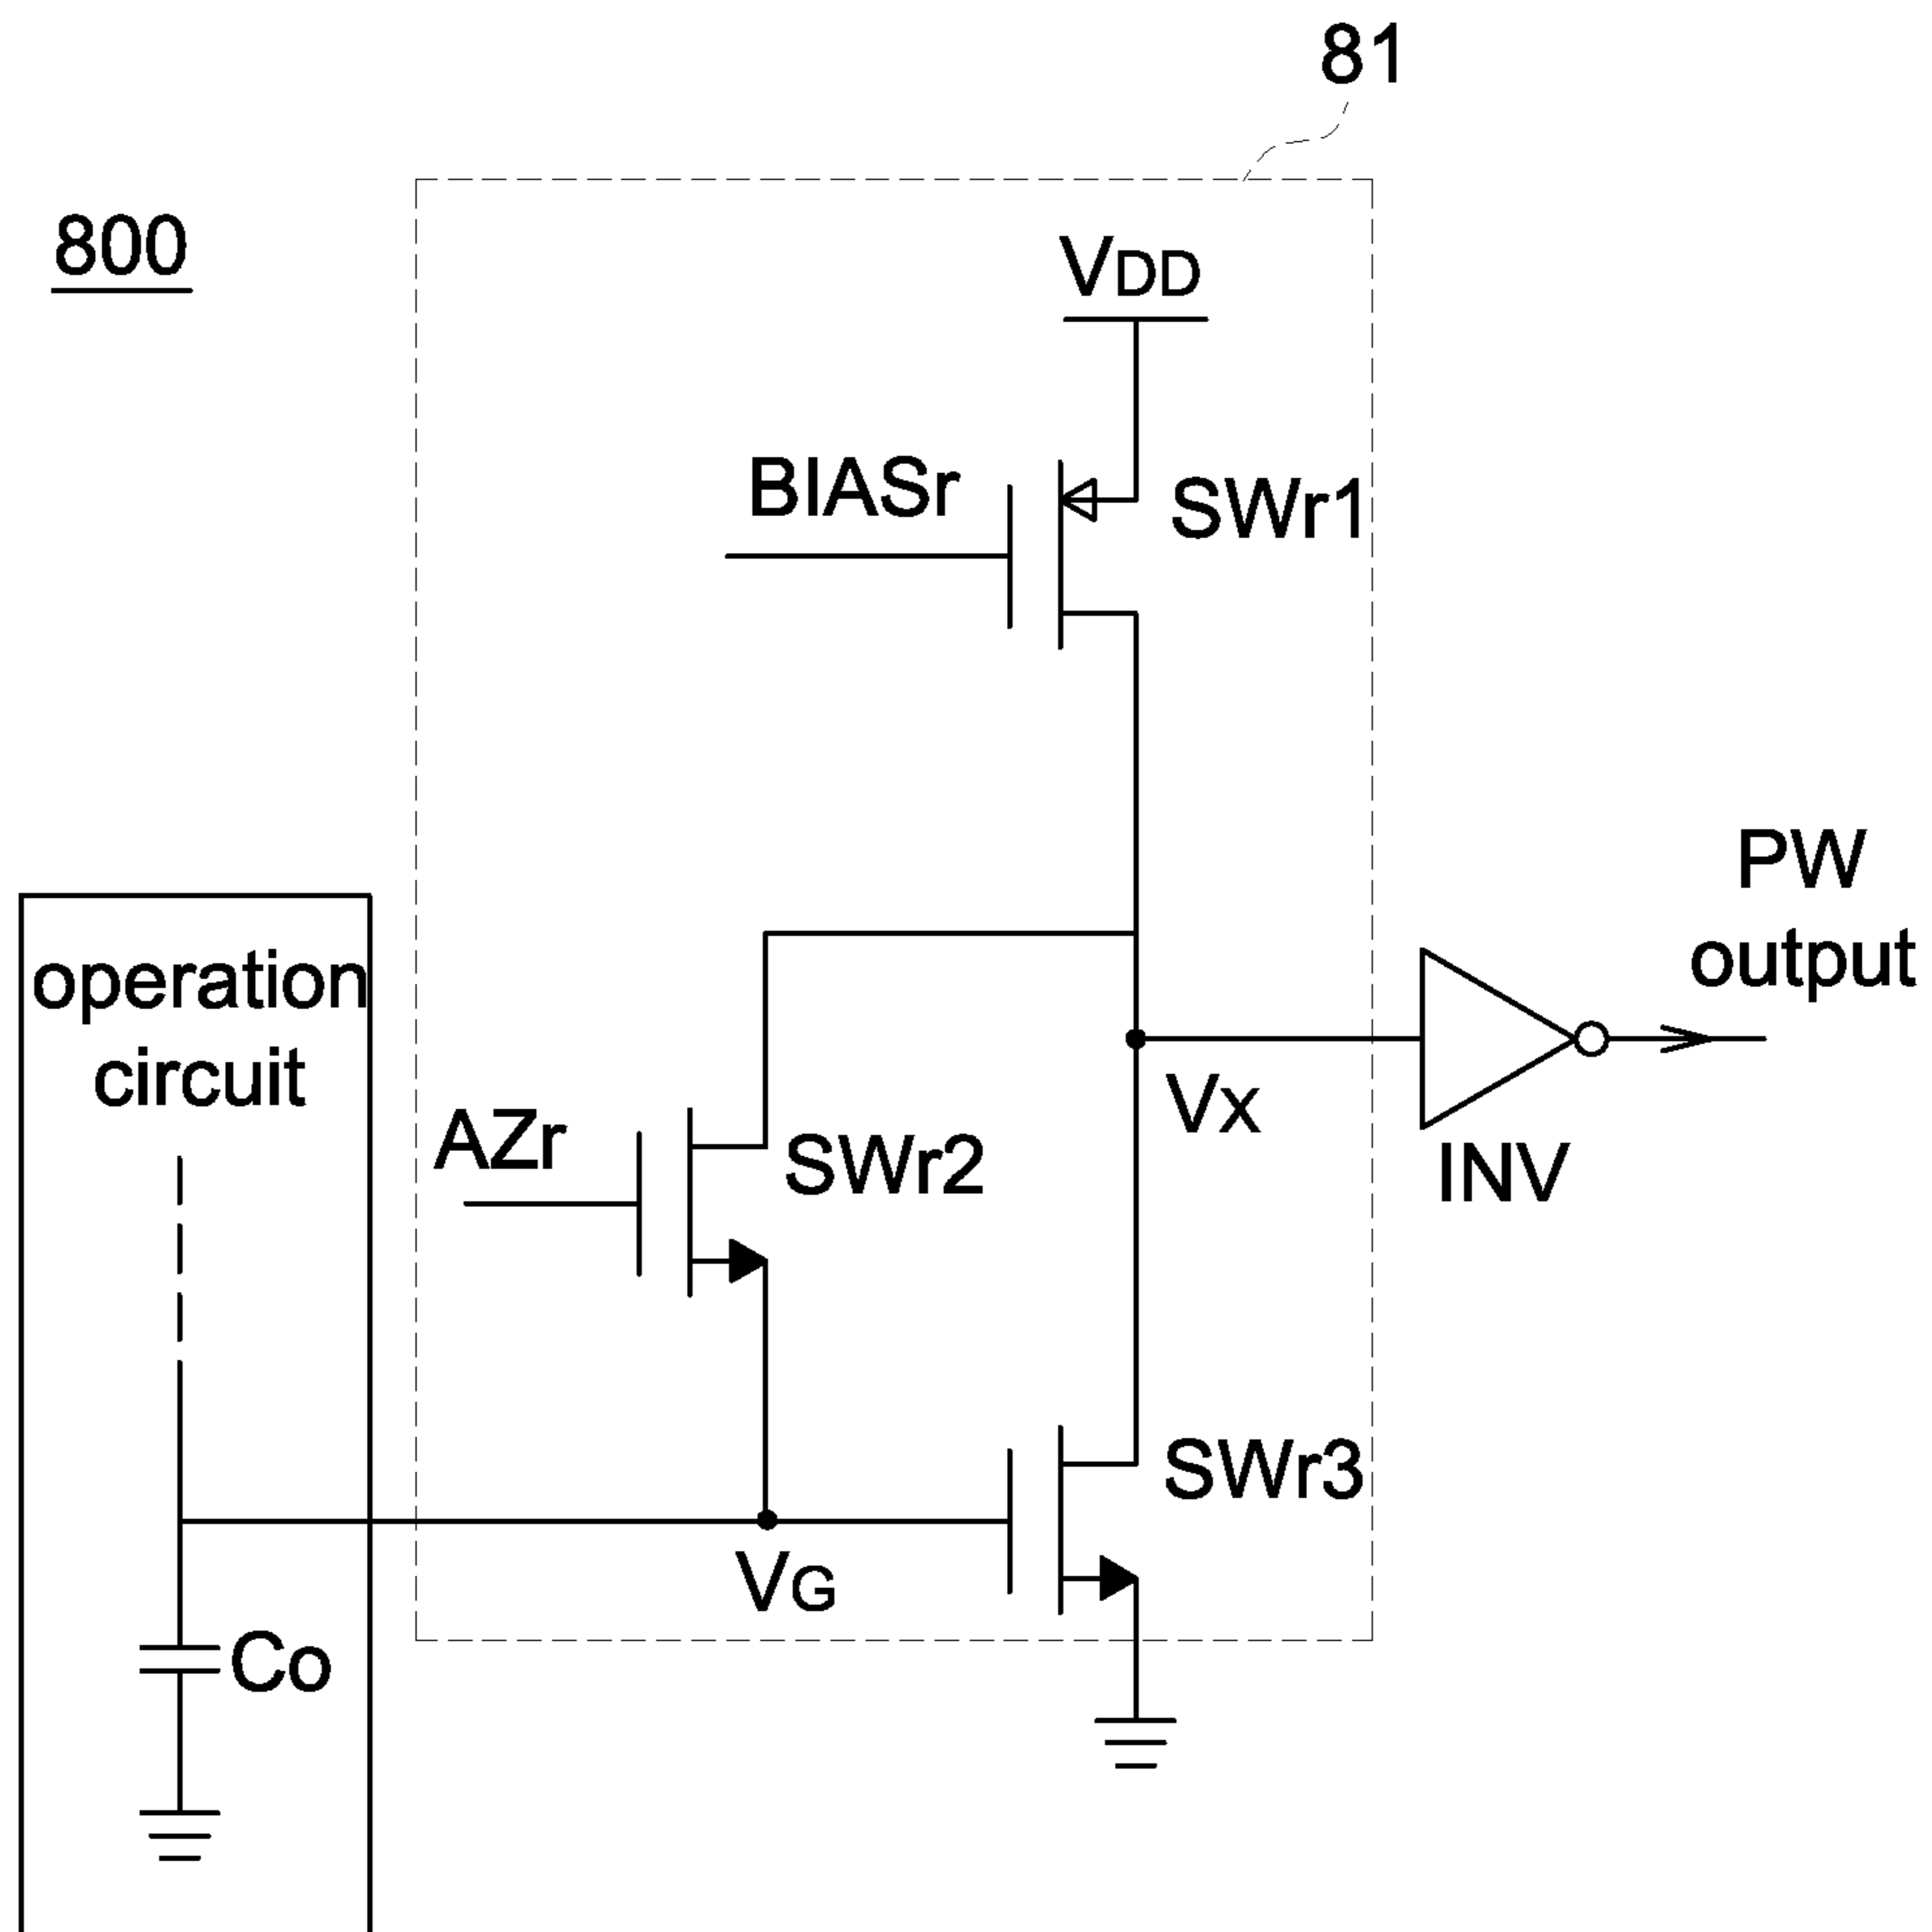 81
800
VDD
BIASr
SWr1
PW
output
operation
circuit
AZr
SWr2
VX
INV
SWr3
VG
Co